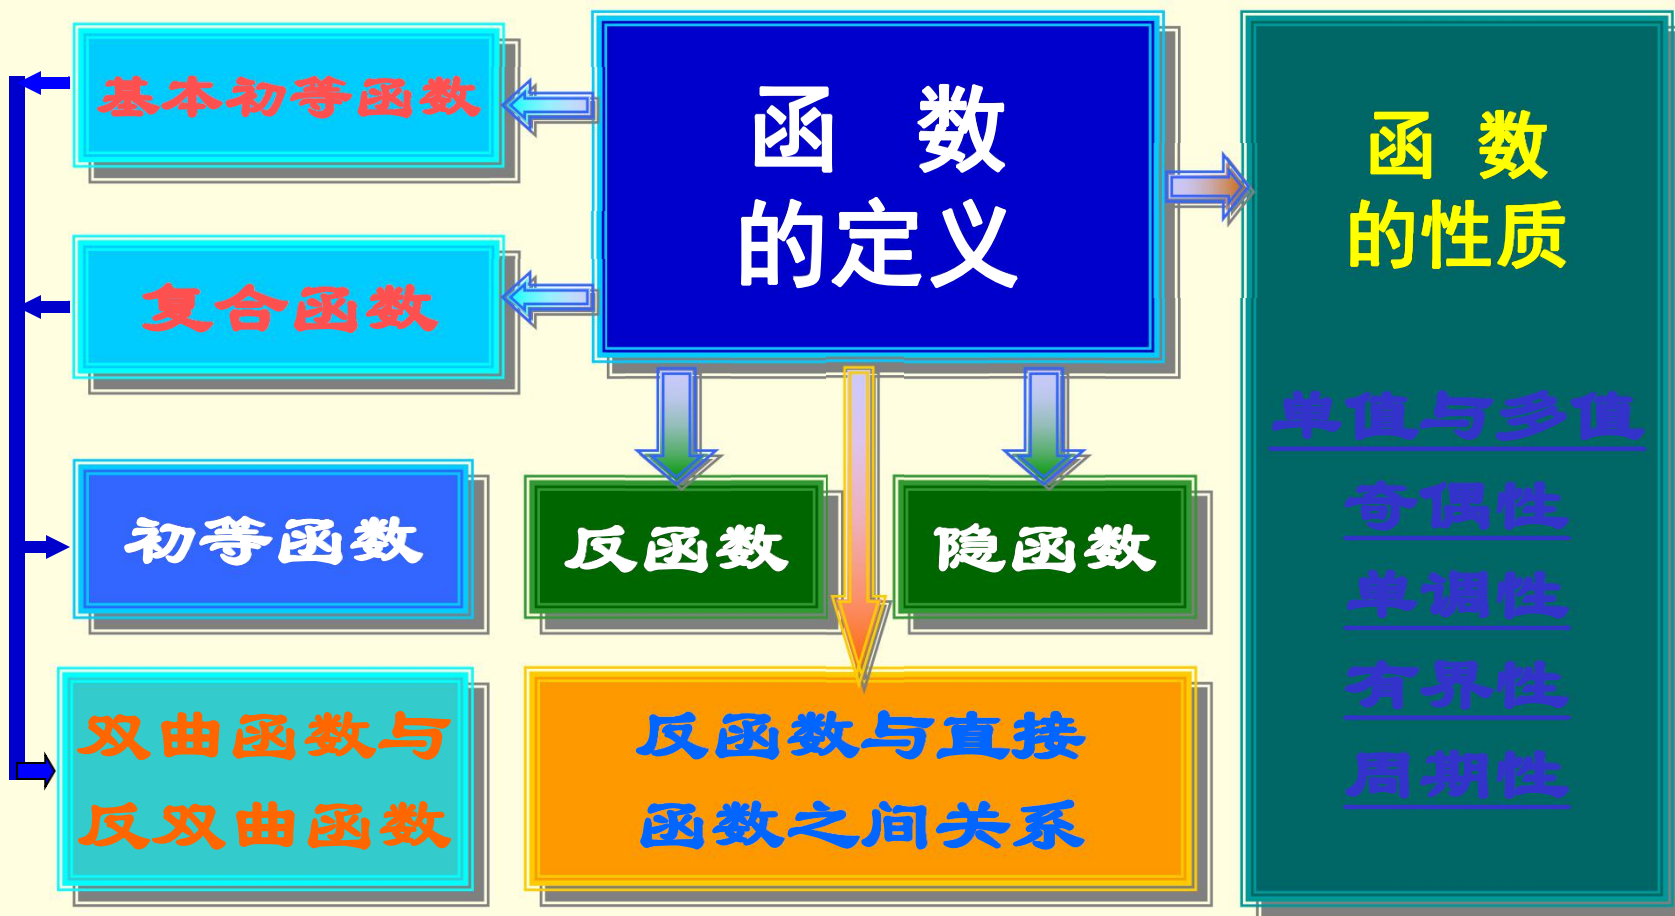 基本初等函数
复合函数
初等函数
双曲函数与
反双曲函数
函 数
的定义
反函数
隐函数
反函数与直接
函数之间关系
函 数
的性质
单值与多值
奇偶性
单调性
有界性
周期性